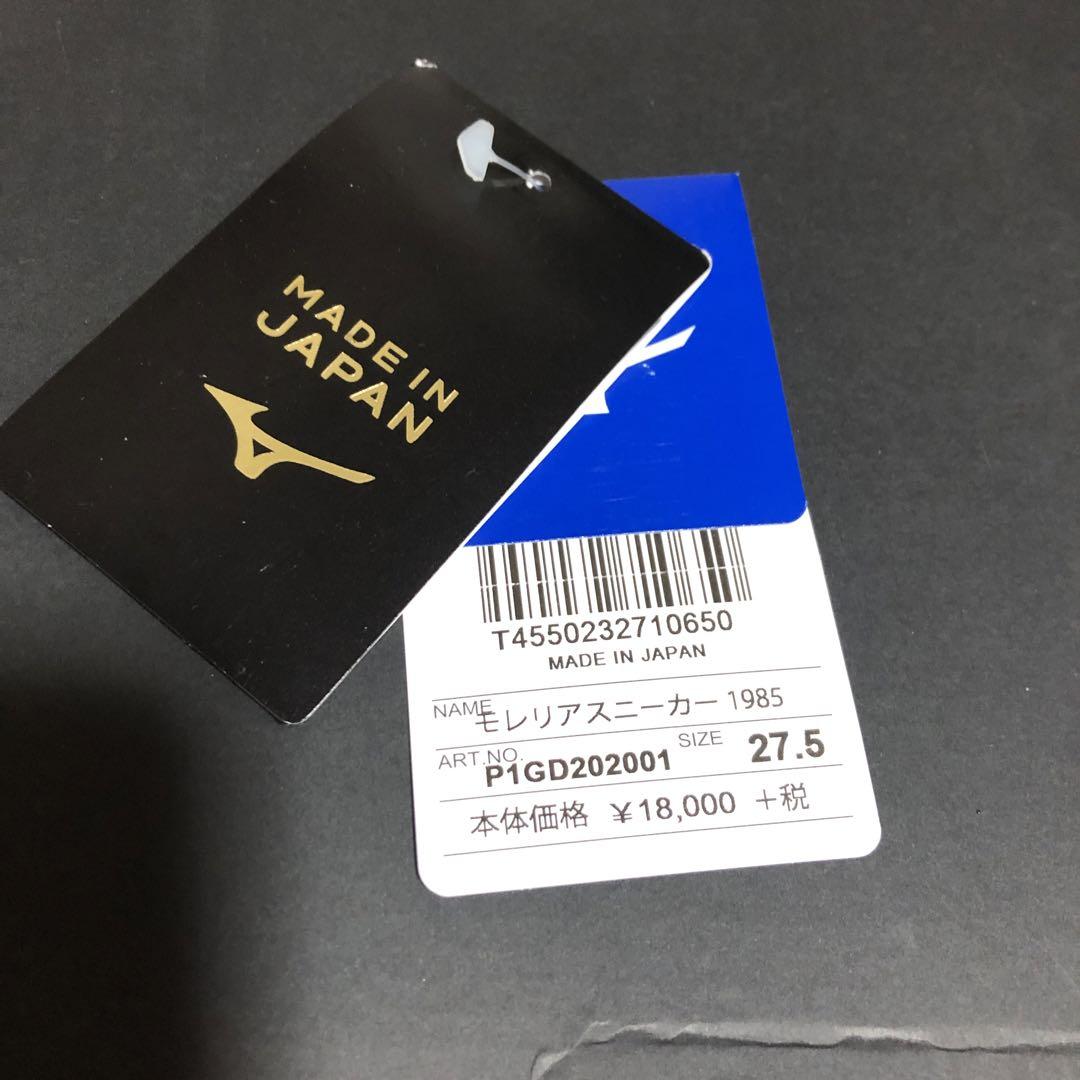 MADE IN
JAPAN
T4550232710650
MADE IN JAPAN
NAME モレリアスニーカー 1985
ART.NO. P1GD202001 SIZE 27.5
本体価格 ¥18,000 +税